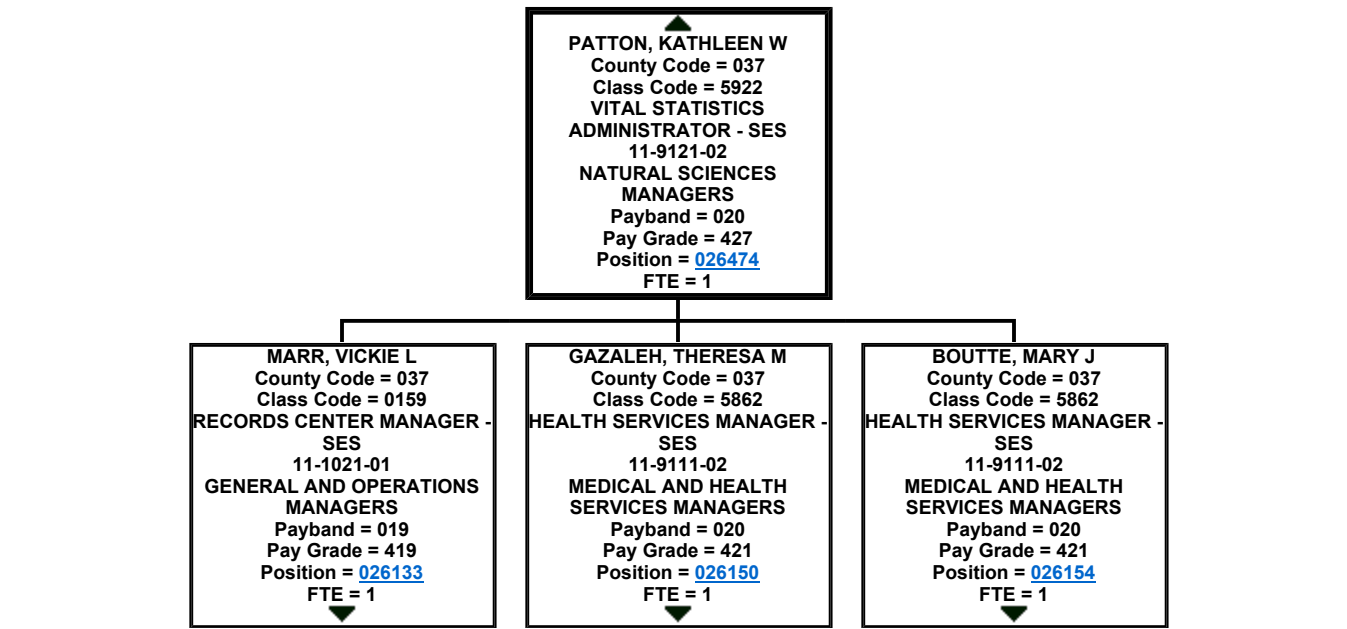 PATTON, KATHLEEN W
County Code = 037
Class Code = 5922
VITAL STATISTICS
ADMINISTRATOR - SES
11-9121-02
NATURAL SCIENCES
MANAGERS
Payband = 020
Pay Grade = 427
Position = 026474
FTE = 1
MARR, VICKIE L
County Code = 037
Class Code = 0159
RECORDS CENTER MANAGER -
SES
11-1021-01
GENERAL AND OPERATIONS
MANAGERS
Payband = 019
Pay Grade = 419
Position = 026133
FTE = 1
GAZALEH, THERESA M
County Code = 037
Class Code = 5862
HEALTH SERVICES MANAGER -
SES
11-9111-02
MEDICAL AND HEALTH
SERVICES MANAGERS
Payband = 020
Pay Grade = 421
Position = 026150
FTE = 1
BOUTTE, MARY J
County Code = 037
Class Code = 5862
HEALTH SERVICES MANAGER -
SES
11-9111-02
MEDICAL AND HEALTH
SERVICES MANAGERS
Payband = 020
Pay Grade = 421
Position = 026154
FTE = 1